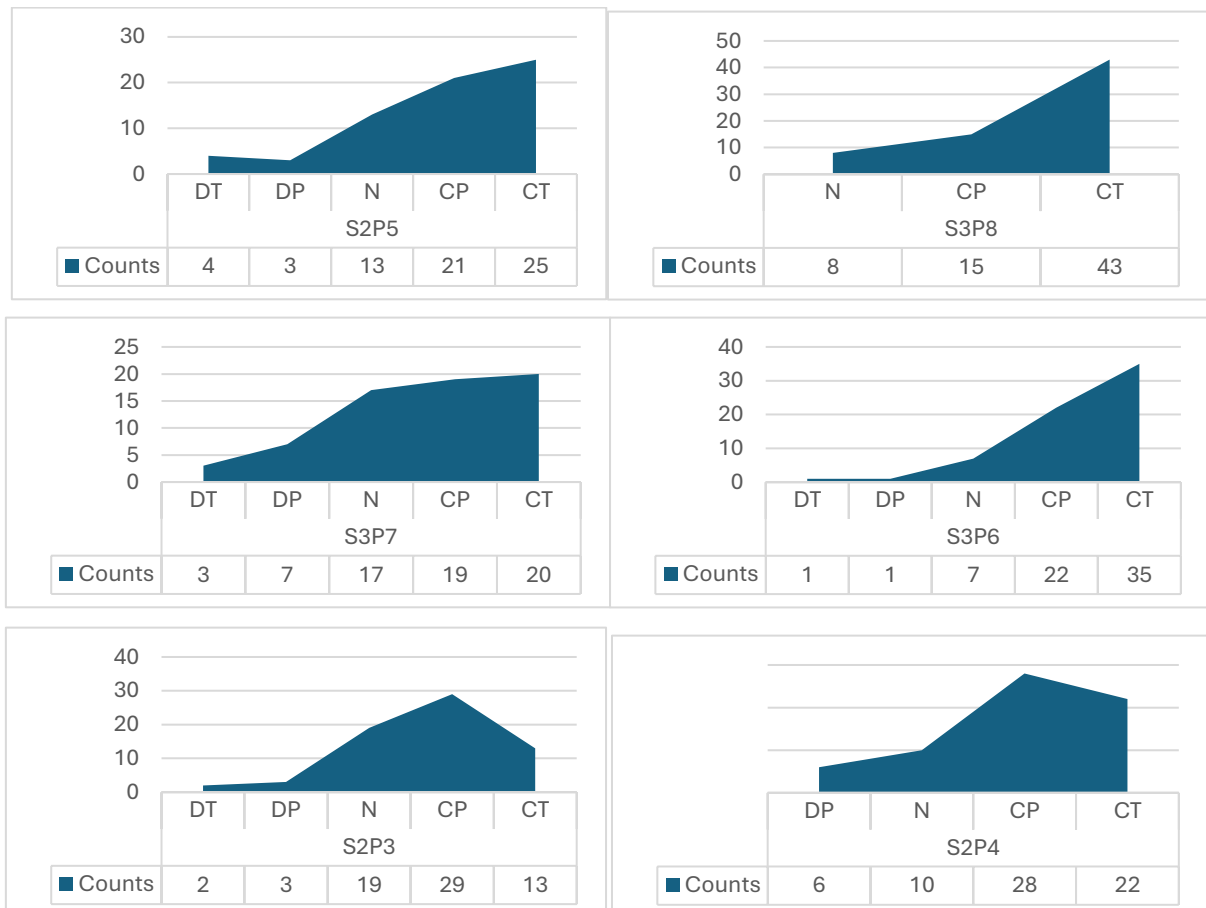 30
20
10
0
DT DP N CP CT
S2P5
Counts 4 3 13 21 25
50
40
30
20
10
0
N CP CT
S3P8
Counts 8 15 43
25
20
15
10
5
0
DT DP N CP CT
S3P7
Counts 3 7 17 19 20
40
30
20
10
0
DT DP N CP CT
S3P6
Counts 1 1 7 22 35
40
30
20
10
0
DT DP N CP CT
S2P3
Counts 2 3 19 29 13
DP N CP CT
S2P4
Counts 6 10 28 22